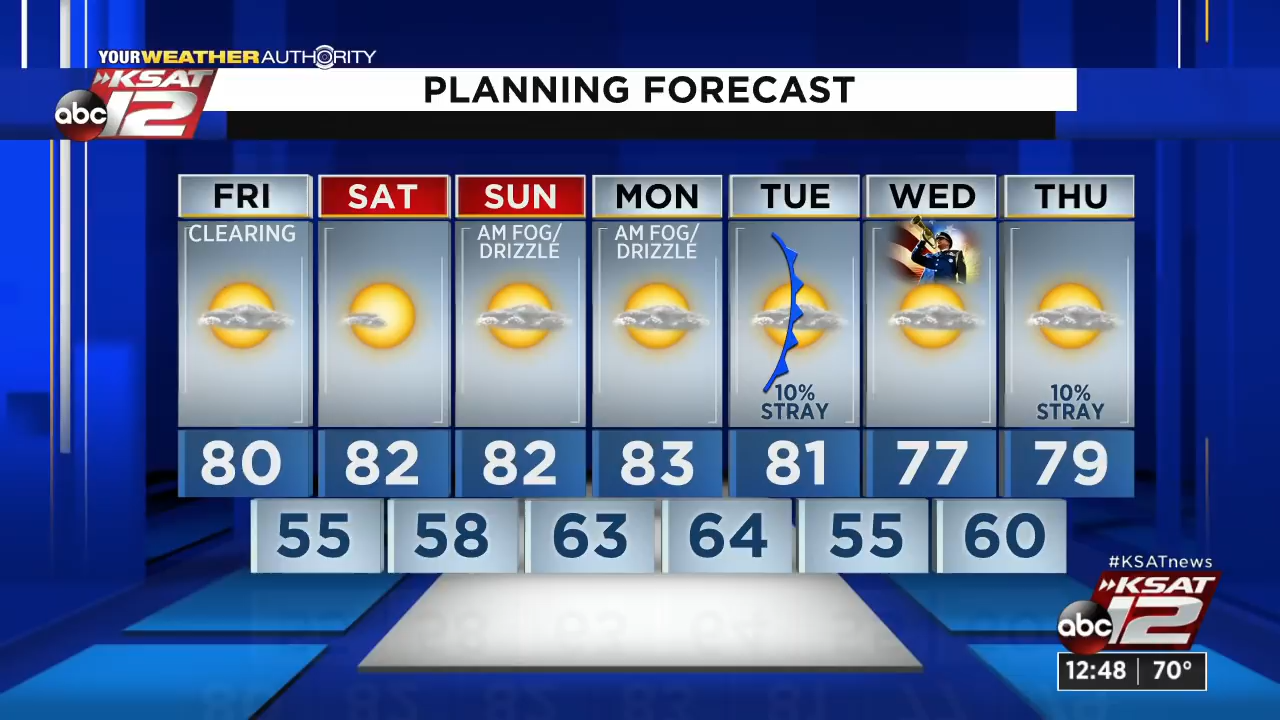 YOURWEATHERAUTHORITY
KSAT
abc 12
PLANNING FORECAST
FRI SAT SUN MON TUE WED THU
CLEARING
AM FOG/
DRIZZLE
AM FOG/
DRIZZLE
10%
STRAY
10%
STRAY
80 82 82 83 81 77 79
55 58 63 64 55 60
#KSATnews
KSAT
abc 12
12:48 70°